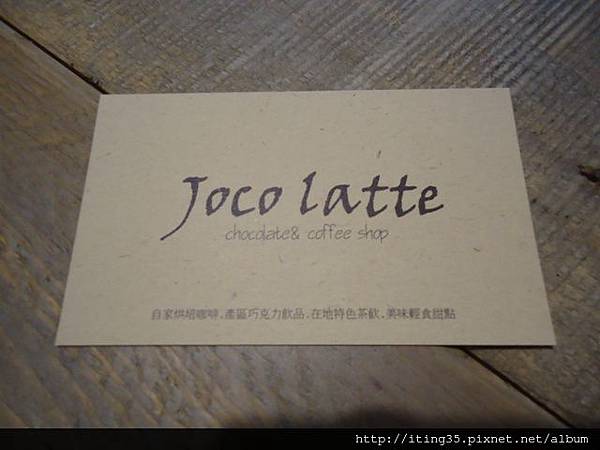 Joco latte
chocolate& coffee shop
自家烘焙咖啡.產區巧克力飲品.在地特色茶飲.美味輕食甜點
http://iting35.pixnet.net/album